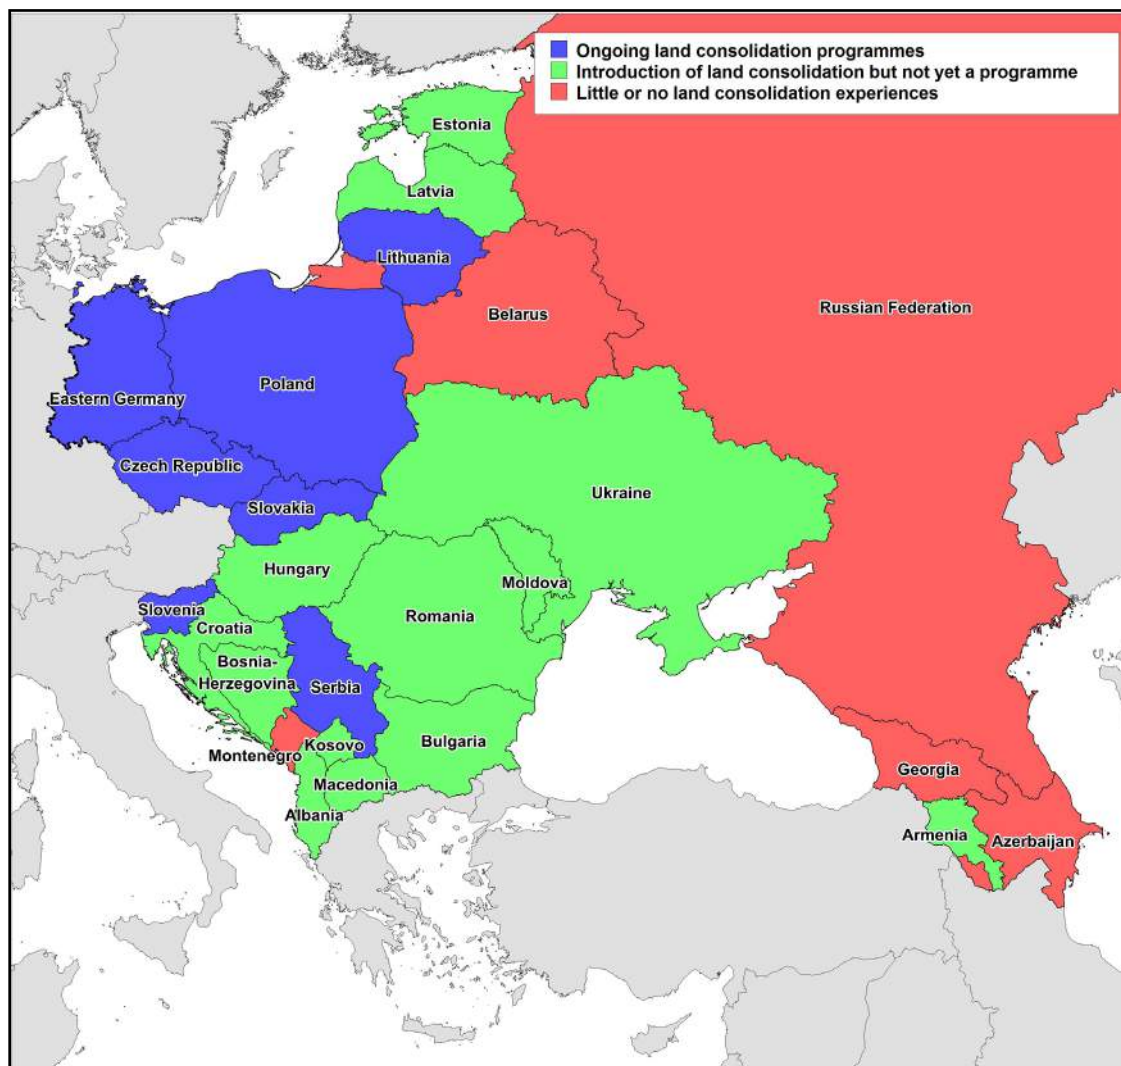 Ongoing land consolidation programmes
Introduction of land consolidation but not yet a programme
Little or no land consolidation experiences
Estonia
Latvia
Lithuania
Russian Federation
Belarus
Poland
Eastern Germany
Czech Republic
Ukraine
Slovakia
Hungary
Moldova
Slovenia
Romania
Croatia
Bosnia-
Herzegovina
Serbia
Bulgaria
Kosovo
Montenegro
Georgia
Macedonia
Albania
Armenia
Azerbaijan